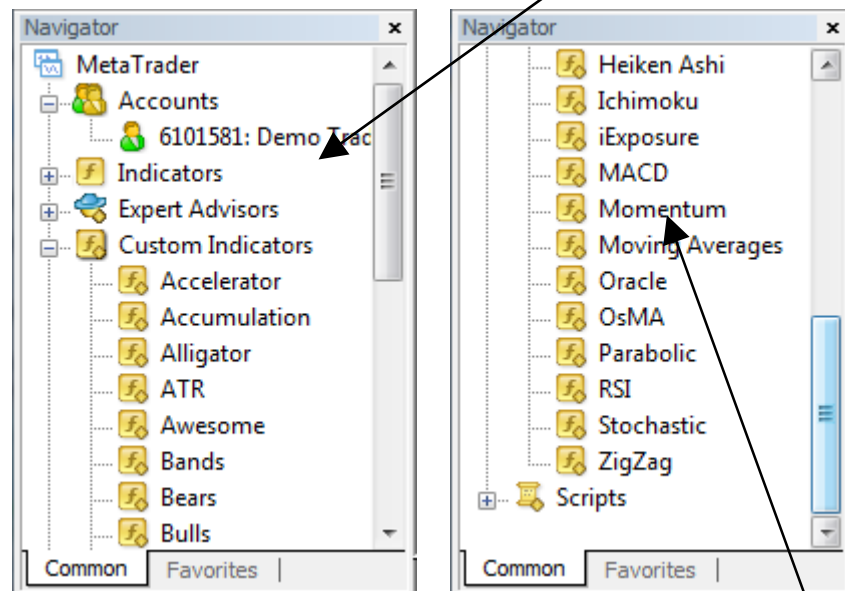 Navigator x
MetaTrader
Accounts
6101581: Demo Trac
Indicators
Expert Advisors
Custom Indicators
Accelerator
Accumulation
Alligator
ATR
Awesome
Bands
Bears
Bulls
Common Favorites |
Navigator x
Heiken Ashi
Ichimoku
iExposure
MACD
Momentum
Moving Averages
Oracle
OsMA
Parabolic
RSI
Stochastic
ZigZag
Scripts
Common Favorites |